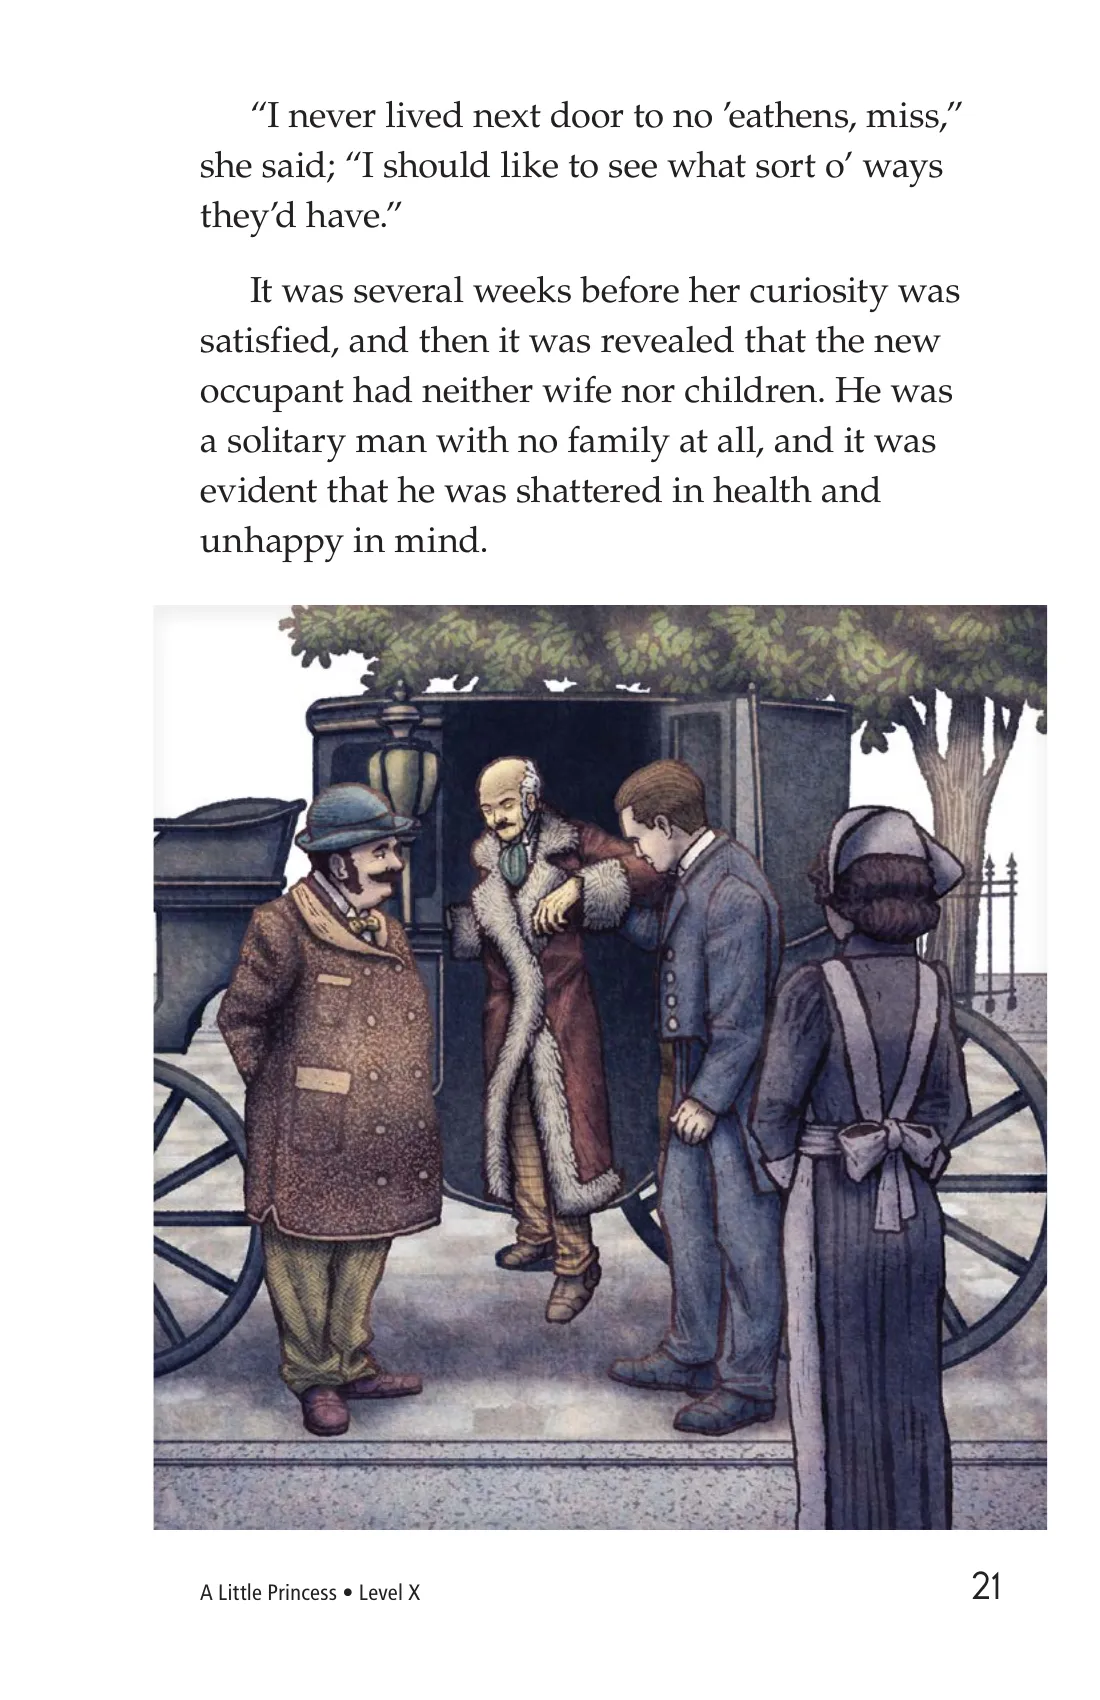 “I never lived next door to no ’eathens, miss,”
she said; “I should like to see what sort o’ ways
they’d have.”
It was several weeks before her curiosity was
satisfied, and then it was revealed that the new
occupant had neither wife nor children. He was
a solitary man with no family at all, and it was
evident that he was shattered in health and
unhappy in mind.
A Little Princess • Level X
21